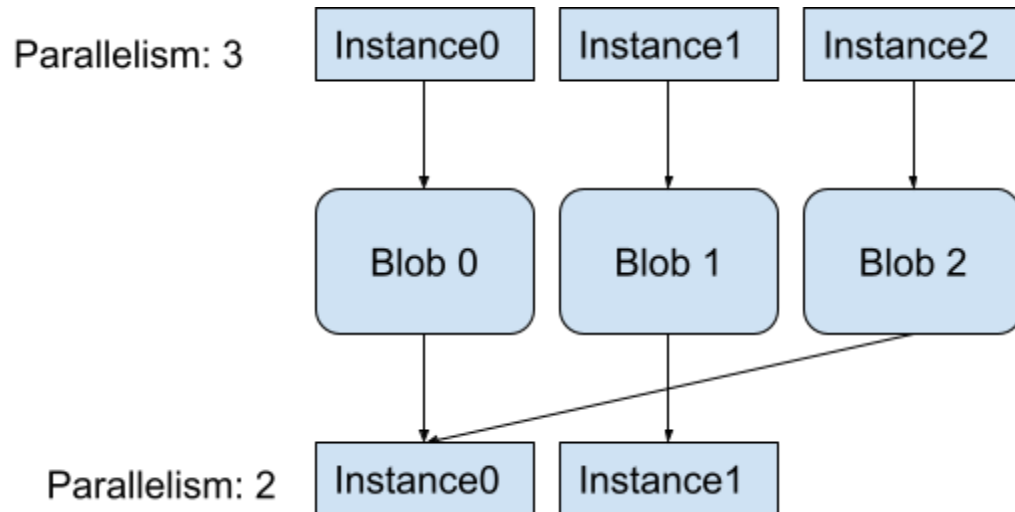 Parallelism: 3
Instance0
Instance1
Instance2
Blob 0
Blob 1
Blob 2
Parallelism: 2
Instance0
Instance1